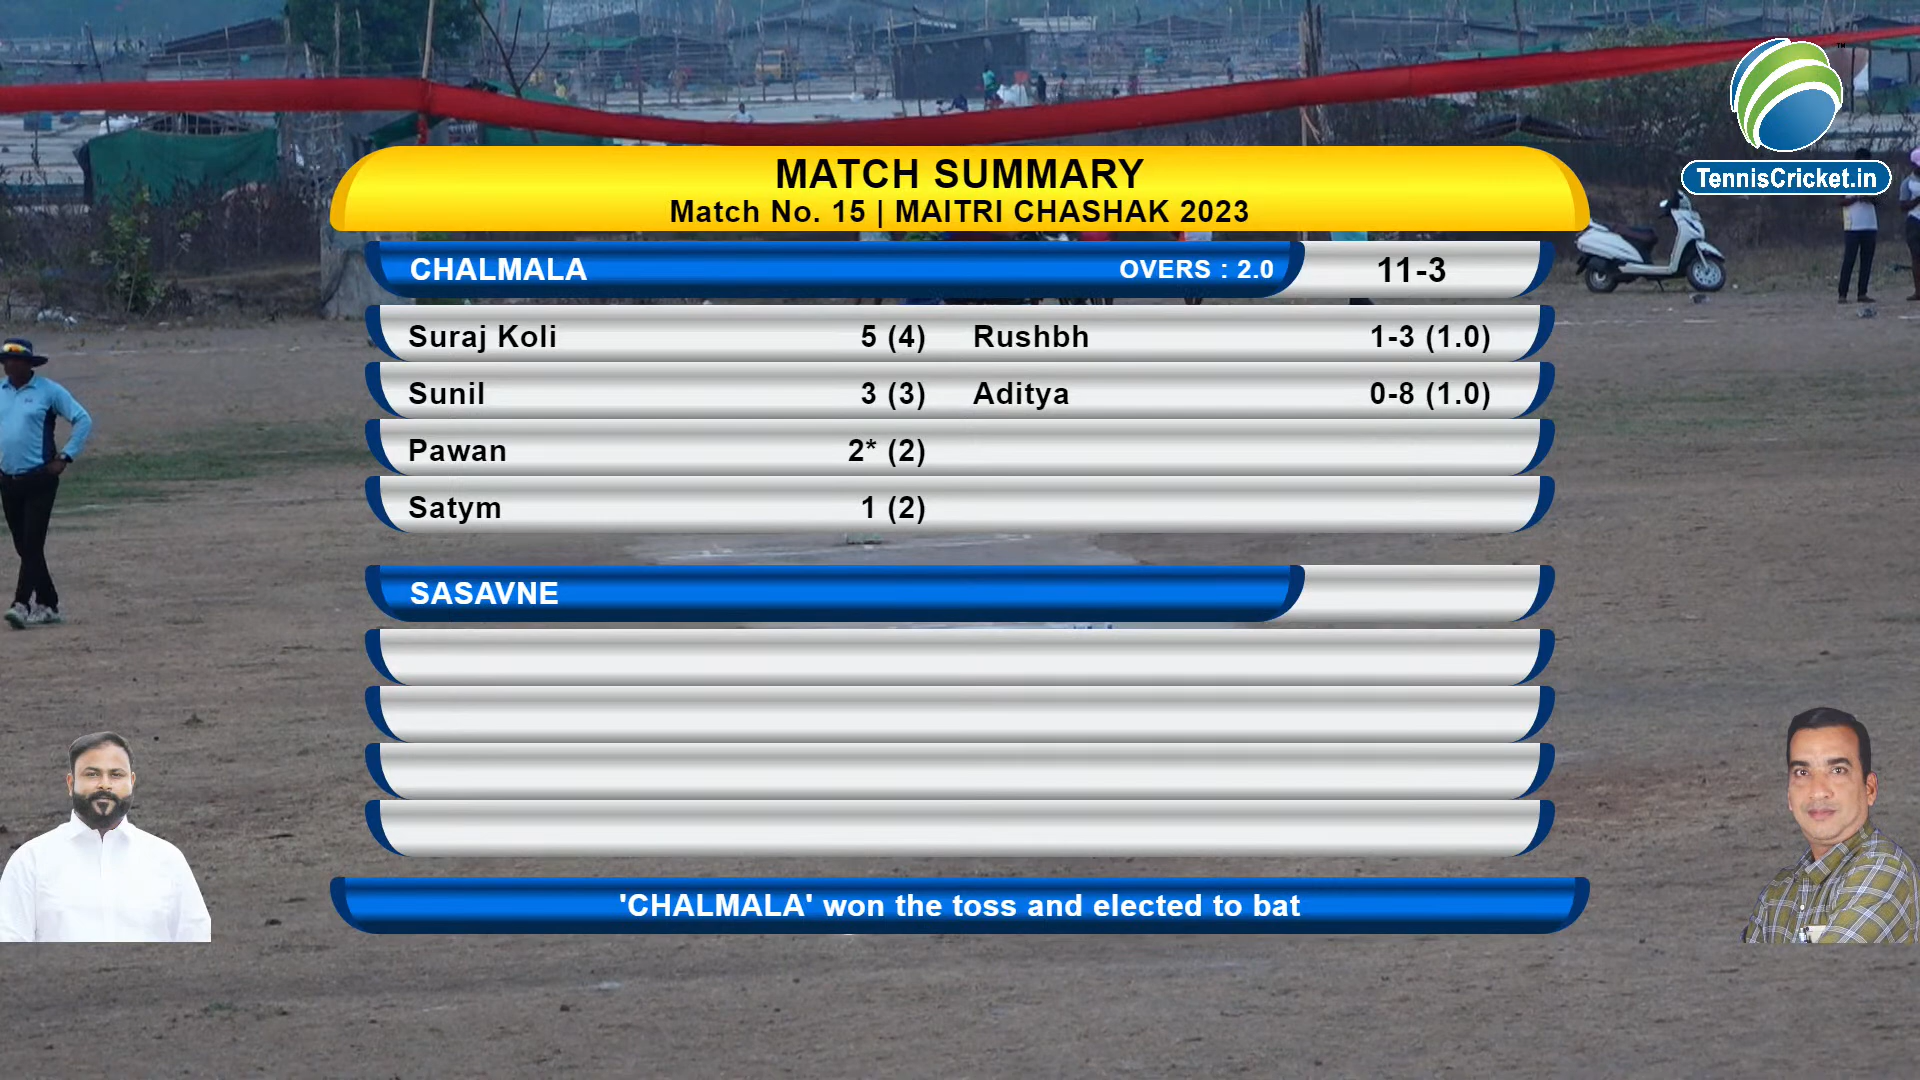 TennisCricket.in
MATCH SUMMARY
Match No. 15 | MAITRI CHASHAK 2023
CHALMALA OVERS : 2.0 11-3
Suraj Koli 5 (4) Rushbh 1-3 (1.0)
Sunil 3 (3) Aditya 0-8 (1.0)
Pawan 2* (2)
Satym 1 (2)
SASAVNE
'CHALMALA' won the toss and elected to bat